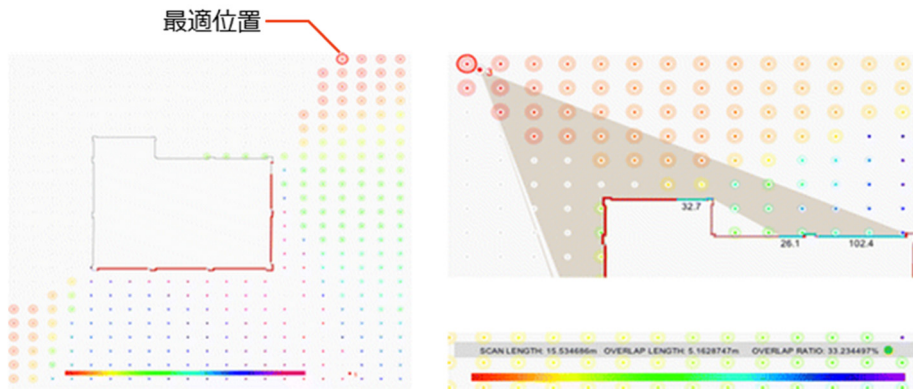 最適位置
3
32.7
26.1
102.4
SCAN LENGTH: 15.534686m OVERLAP LENGTH: 5.1628747m OVERLAP RATIO: 33.234497%